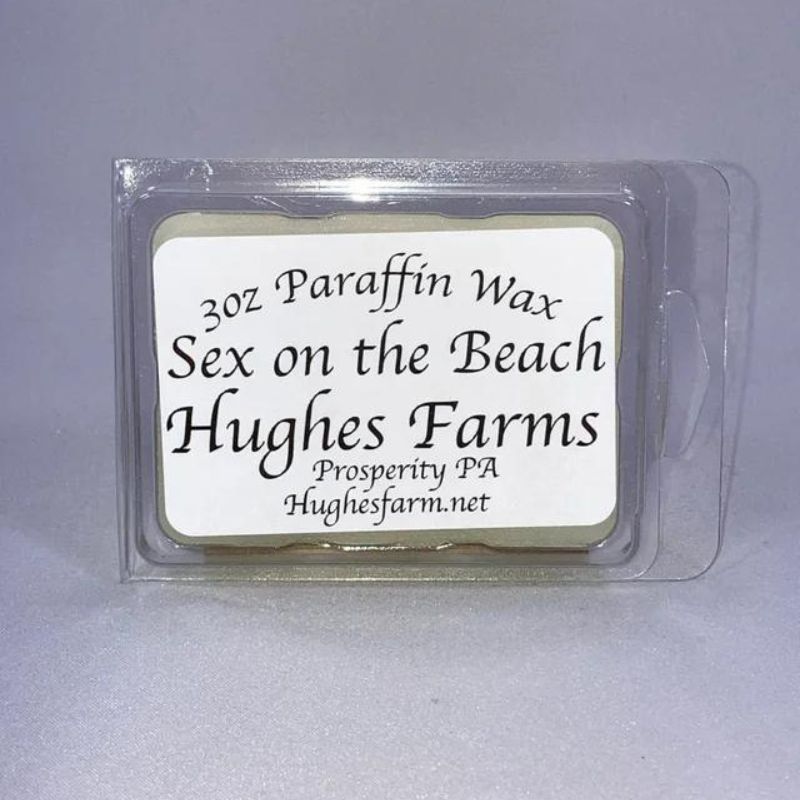 3oz Paraffin Wax
Sex on the Beach
Hughes Farms
Prosperity PA
Hughesfarm.net